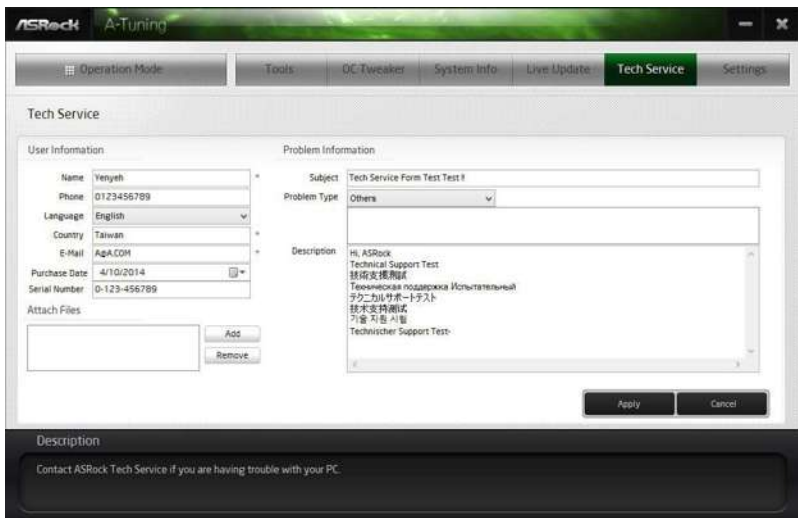 ASRock A-Tuning
Operation Mode Tools OC Tweaker System Info Live Update Tech Service Settings
Tech Service
User Information
Name Yenyeh *
Phone 0123456789
Language English
Country Taiwan *
E-Mail A@A.COM *
Purchase Date 4/10/2014
Serial Number 0-123-456789
Attach Files
Add
Remove
Problem Information
Subject Tech Service Form Test Test !!
Problem Type Others
Description
Hi, ASRock
Technical Support Test
技術支援測試
Техническая поддержка Испытательный
テクニカルサポートテスト
技术支持测试
기술 지원 시험
Technischer Support Test-
Apply Cancel
Description
Contact ASRock Tech Service if you are having trouble with your PC.